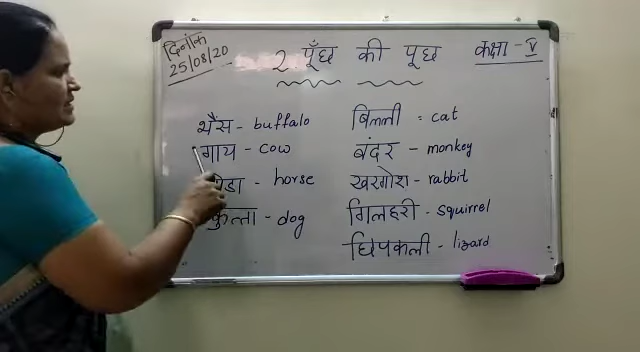 दिनांक
25/08/20
2 पूँछ की पूछ
कक्षा - V
भैंस - buffalo
गाय - cow
horse
कुत्ता - dog
बिल्ली - cat
बंदर - monkey
खरगोश - rabbit
गिलहरी - squirrel
छिपकली - lizard